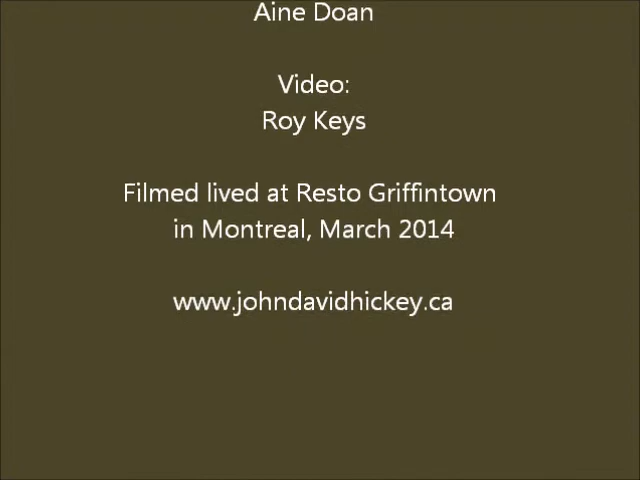 Aine Doan
Video:
Roy Keys
Filmed lived at Resto Griffintown
in Montreal, March 2014
www.johndavidhickey.ca